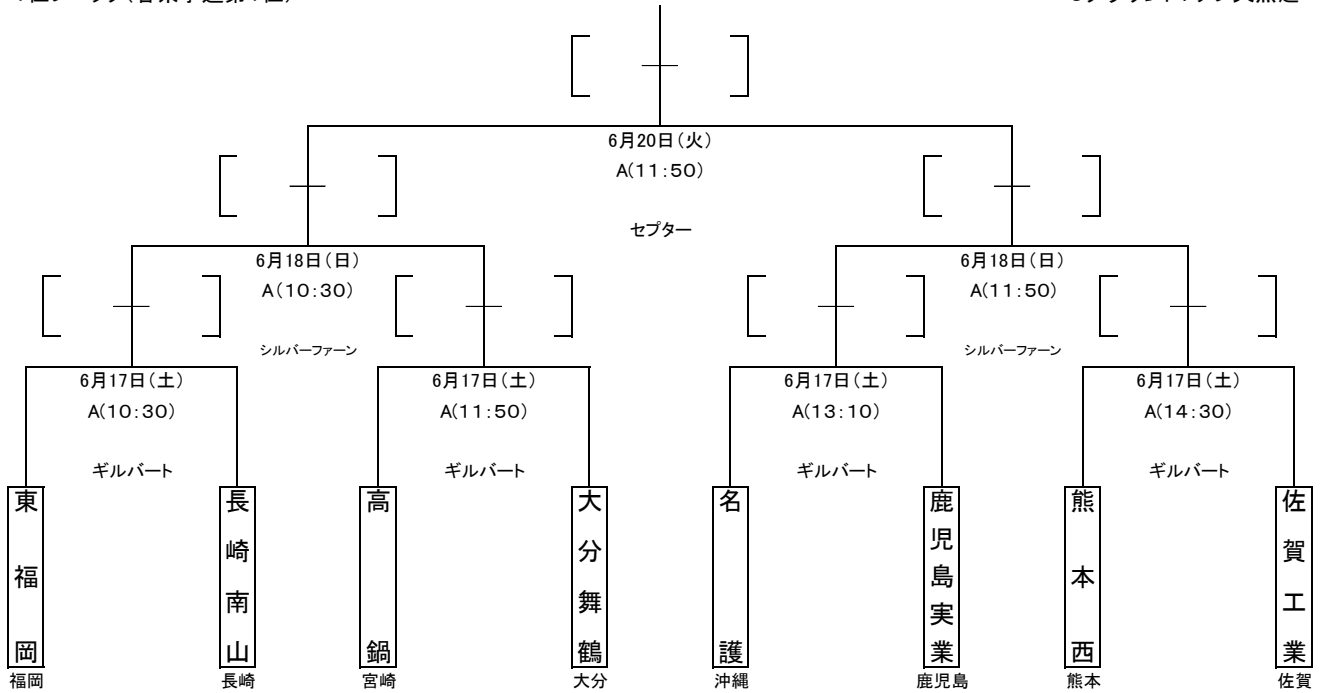 6月20日(火)
A(11:50)
セプター
6月18日(日)
A(10:30)
シルバーファーン
6月18日(日)
A(11:50)
シルバーファーン
6月17日(土)
A(10:30)
ギルバート
6月17日(土)
A(11:50)
ギルバート
6月17日(土)
A(13:10)
ギルバート
6月17日(土)
A(14:30)
ギルバート
東福岡
長崎南山
高鍋
大分舞鶴
名護
鹿児島実業
熊本西
佐賀工業
福岡
長崎
宮崎
大分
沖縄
鹿児島
熊本
佐賀